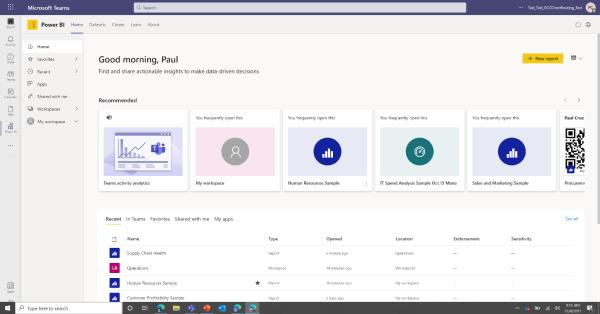 Microsoft Teams
Search
Power BI
Home
Datasets
Create
Learn
About
Home
Favorites
Recent
Apps
Shared with me
Workspaces
My workspace
Good morning, Paul
Find and share actionable insights to make data-driven decisions
New report
Recommended
Teams activity analytics
You frequently open this
My workspace
You frequently open this
Human Resources Sample
You frequently open this
IT Spend Analysis Sample Oct 13 Mana
You frequently open this
Sales and Marketing Sample
Paul Cruz
Procurem
Recent In Teams Favorites Shared with me My apps
See all
Name Type Opened Location Endorsement Sensitivity
Supply Chain Health Report a minute ago Operations —
LA Operations Workspace 14 minutes ago Workspaces —
Human Resources Sample Report My workspace —
Customer Profitability Sample Report My workspace —
Type here to search